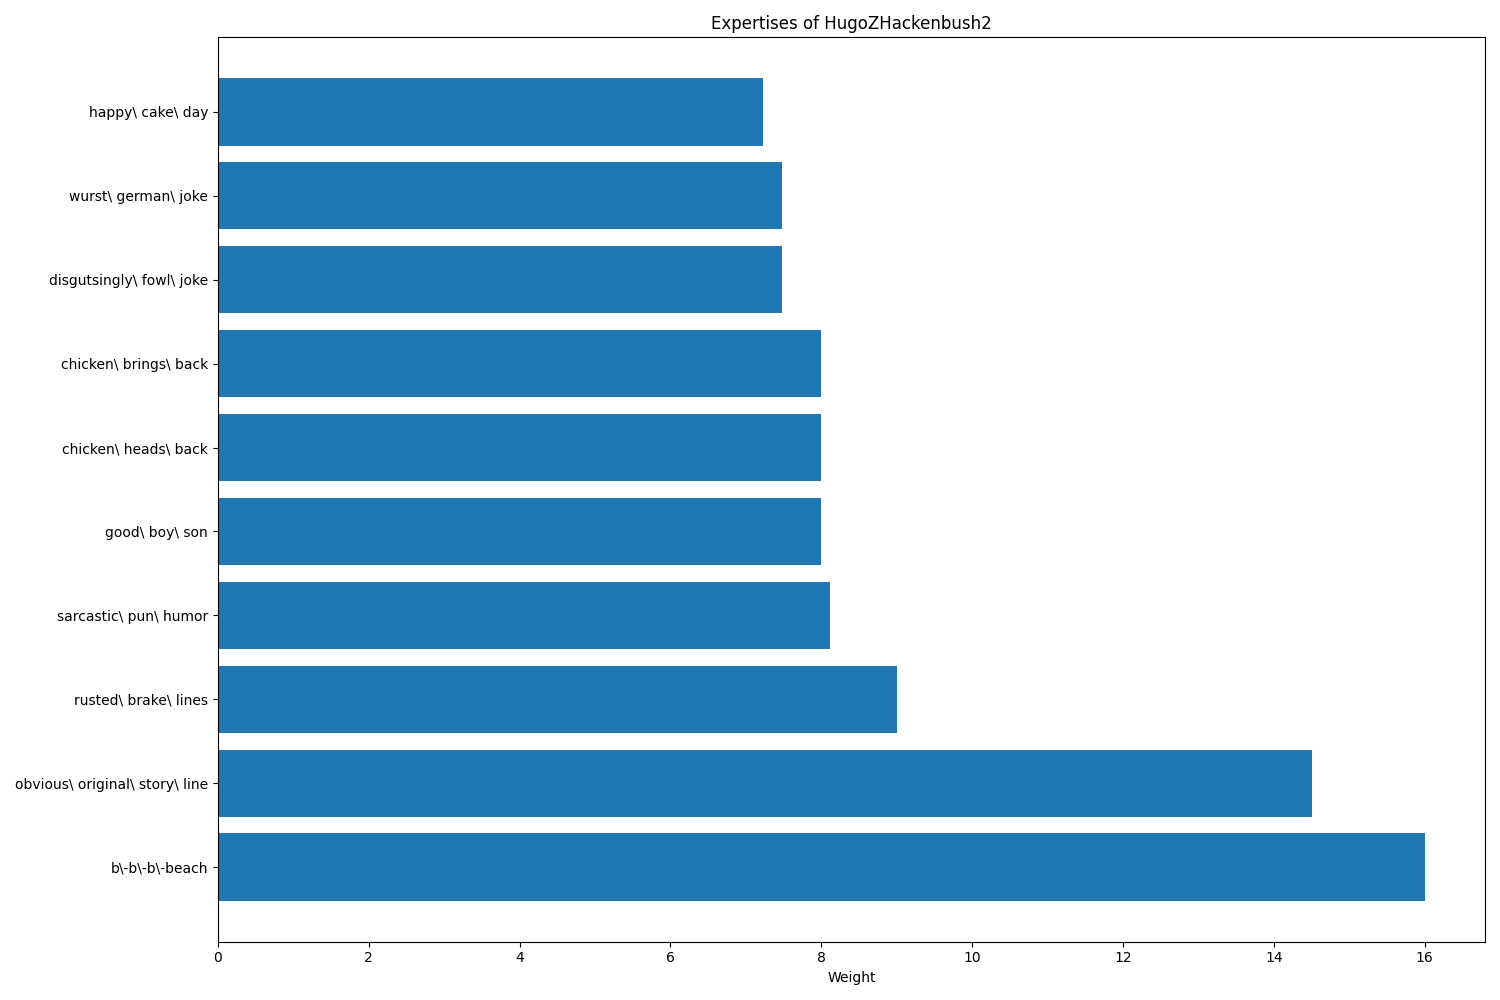 Expertises of HugoZHackenbush2
happy\ cake\ day
wurst\ german\ joke
disgutsingly\ fowl\ joke
chicken\ brings\ back
chicken\ heads\ back
good\ boy\ son
sarcastic\ pun\ humor
rusted\ brake\ lines
obvious\ original\ story\ line
b\-b\-b\-beach
0 2 4 6 8 10 12 14 16
Weight